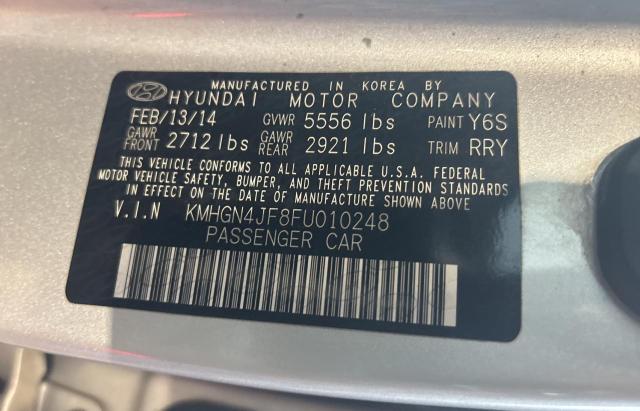 MANUFACTURED IN KOREA BY
HYUNDAI MOTOR COMPANY
FEB/13/14 GVWR 5556 lbs PAINT Y6S
GAWR FRONT 2712 lbs GAWR REAR 2921 lbs TRIM RRY
THIS VEHICLE CONFORMS TO ALL APPLICABLE U.S.A. FEDERAL
MOTOR VEHICLE SAFETY, BUMPER, AND THEFT PREVENTION STANDARDS
IN EFFECT ON THE DATE OF MANUFACTURE SHOWN ABOVE
V.I.N KMHGN4JF8FU010248
PASSENGER CAR